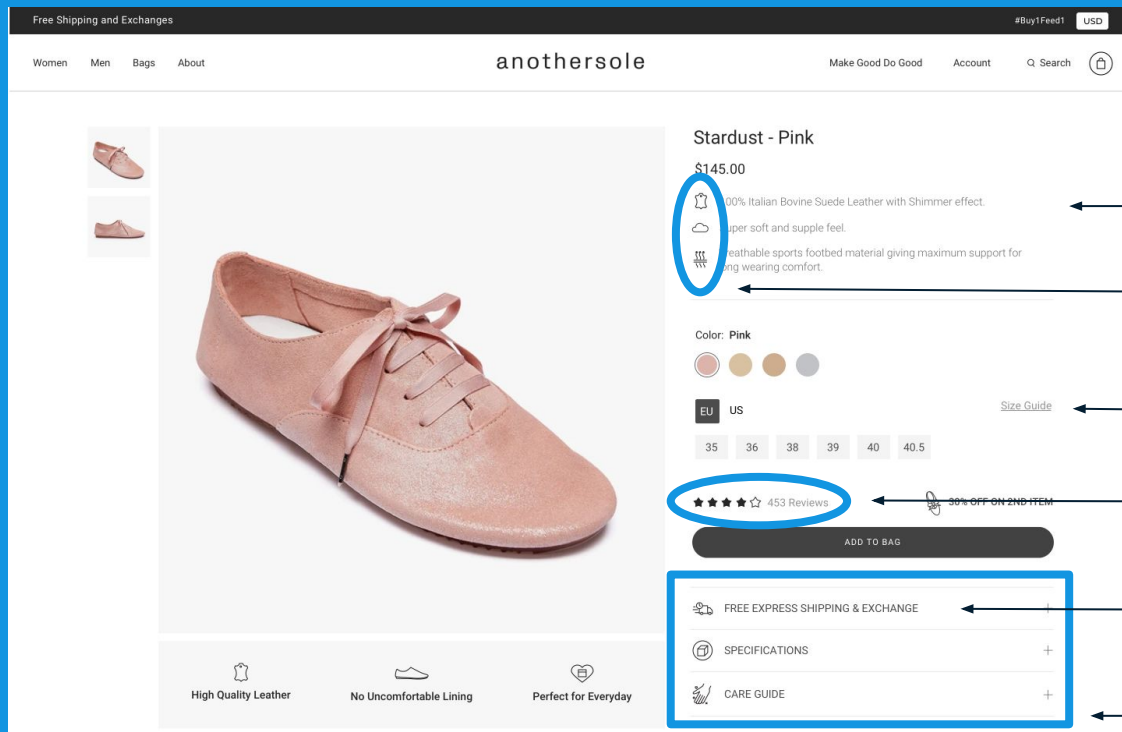 Free Shipping and Exchanges
#Buy1Feed1
USD
Women
Men
Bags
About
anothersole
Make Good Do Good
Account
Search
Stardust - Pink
$145.00
00% Italian Bovine Suede Leather with Shimmer effect.
uper soft and supple feel.
reathable sports footbed material giving maximum support for
ong wearing comfort.
Color: Pink
EU
US
Size Guide
35
36
38
39
40
40.5
453 Reviews
30% OFF ON 2ND ITEM
ADD TO BAG
FREE EXPRESS SHIPPING & EXCHANGE
SPECIFICATIONS
CARE GUIDE
High Quality Leather
No Uncomfortable Lining
Perfect for Everyday